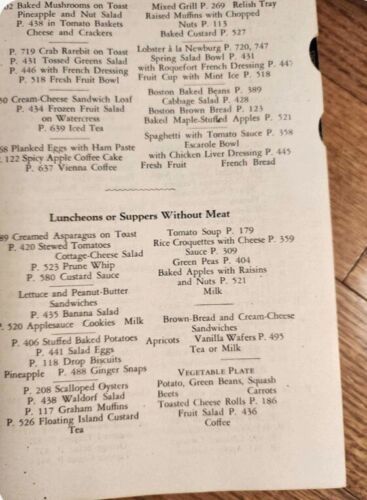 02 Baked Mushrooms on Toast
Pineapple and Nut Salad
P. 438 in Tomato Baskets
Cheese and Crackers
P. 719 Crab Rarebit on Toast
P. 431 Tossed Greens Salad
P. 446 with French Dressing
P. 518 Fresh Fruit Bowl
50 Cream-Cheese Sandwich Loaf
P. 434 Frozen Fruit Salad
on Watercress
P. 639 Iced Tea
68 Planked Eggs with Ham Paste
122 Spicy Apple Coffee Cake
P. 637 Vienna Coffee
Mixed Grill P. 269 Relish Tray
Raised Muffins with Chopped
Nuts P. 113
Baked Custard P. 527
Lobster à la Newburg P. 720, 747
Spring Salad Bowl P. 431
with Roquefort French Dressing P. 447
Fruit Cup with Mint Ice P. 518
Boston Baked Beans P. 389
Cabbage Salad P. 428
Boston Brown Bread P. 123
Baked Maple-Stuffed Apples P. 521
Spaghetti with Tomato Sauce P. 358
Escarole Bowl
with Chicken Liver Dressing P. 445
Fresh Fruit French Bread
Luncheons or Suppers Without Meat
89 Creamed Asparagus on Toast
P. 420 Stewed Tomatoes
Cottage-Cheese Salad
P. 523 Prune Whip
P. 580 Custard Sauce
Lettuce and Peanut-Butter
Sandwiches
P. 435 Banana Salad
P. 520 Applesauce Cookies Milk
P. 406 Stuffed Baked Potatoes
P. 441 Salad Eggs
P. 118 Drop Biscuits
Pineapple P. 488 Ginger Snaps
P. 208 Scalloped Oysters
P. 438 Waldorf Salad
P. 117 Graham Muffins
P. 526 Floating Island Custard
Tea
Tomato Soup P. 179
Rice Croquettes with Cheese P. 359
Sauce P. 309
Green Peas P. 404
Baked Apples with Raisins
and Nuts P. 521
Milk
Brown-Bread and Cream-Cheese
Sandwiches
Apricots Vanilla Wafers P. 495
Tea or Milk
VEGETABLE PLATE
Potato, Green Beans, Squash
Beets Carrots
Toasted Cheese Rolls P. 186
Fruit Salad P. 436
Coffee